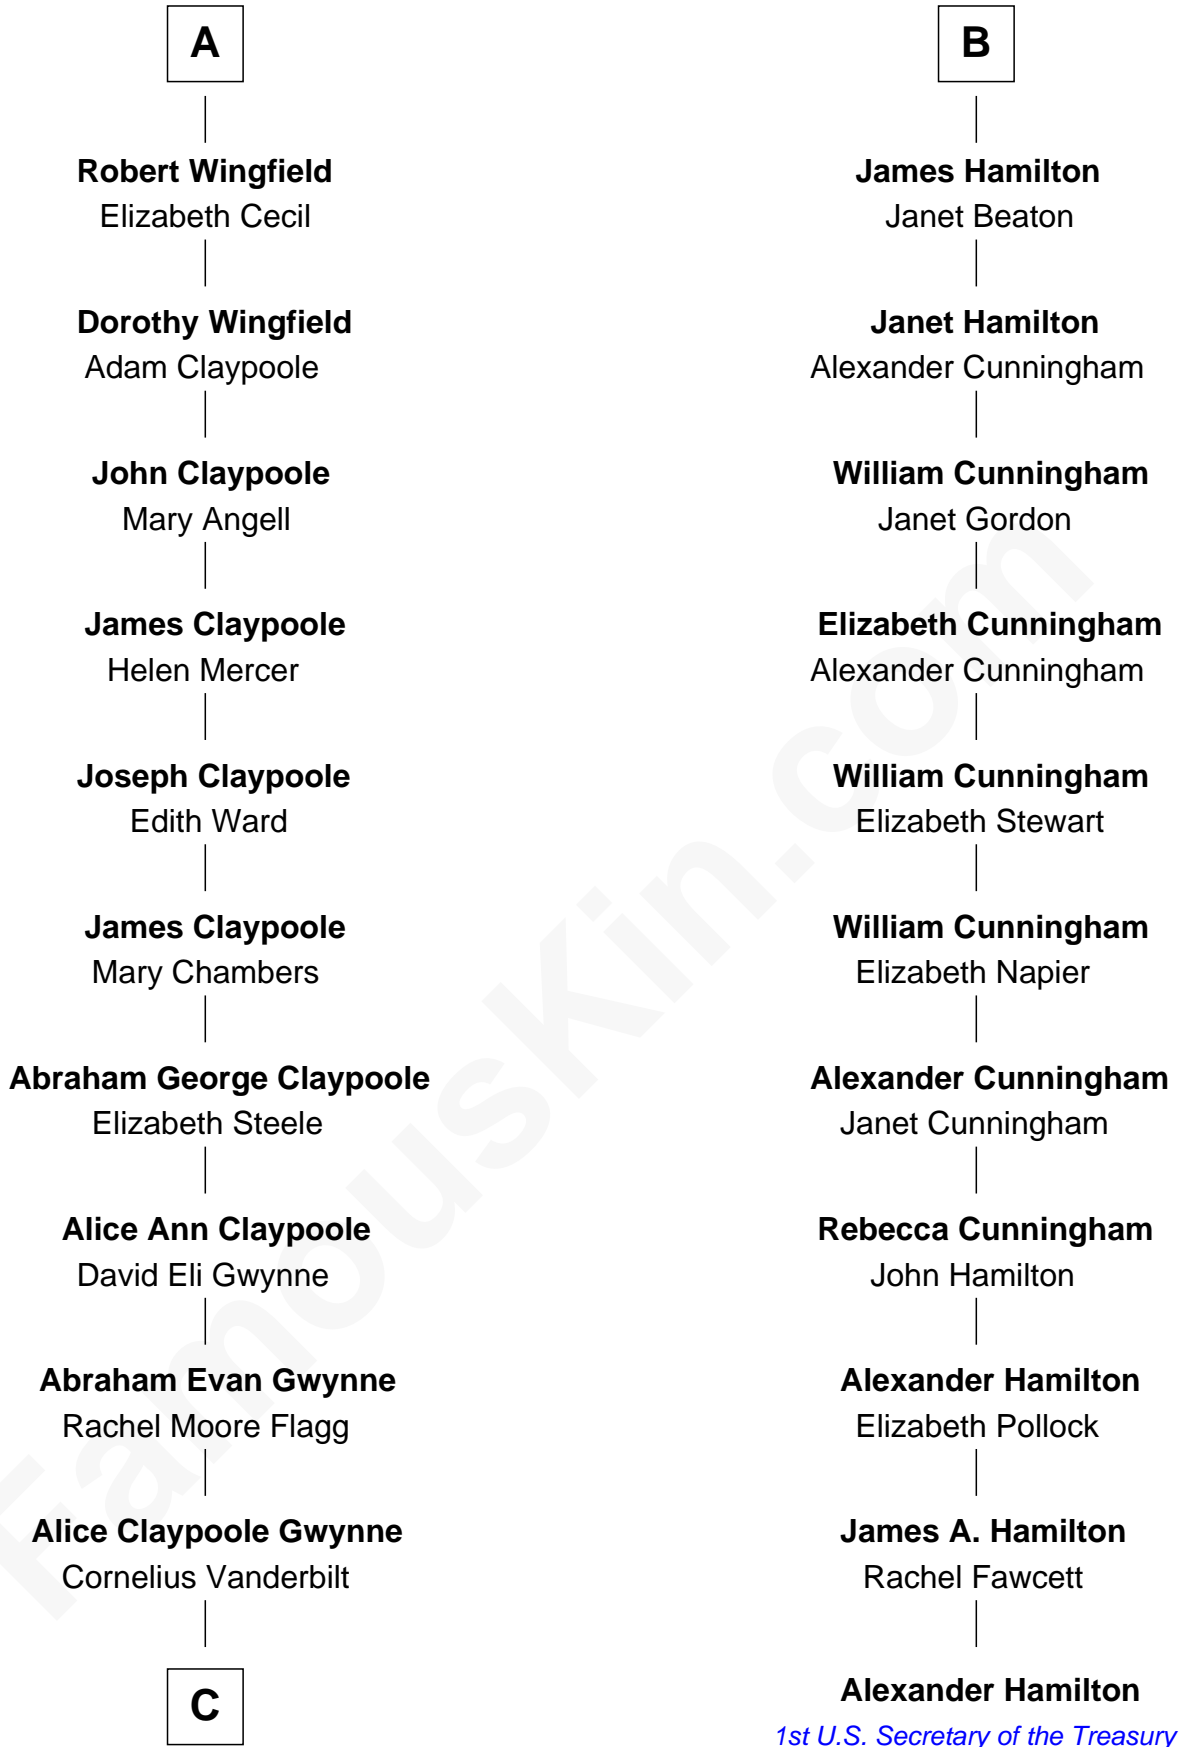 A
Robert Wingfield
Elizabeth Cecil
Dorothy Wingfield
Adam Claypoole
John Claypoole
Mary Angell
James Claypoole
Helen Mercer
Joseph Claypoole
Edith Ward
James Claypoole
Mary Chambers
Abraham George Claypoole
Elizabeth Steele
Alice Ann Claypoole
David Eli Gwynne
Abraham Evan Gwynne
Rachel Moore Flagg
Alice Claypoole Gwynne
Cornelius Vanderbilt
C
B
James Hamilton
Janet Beaton
Janet Hamilton
Alexander Cunningham
William Cunningham
Janet Gordon
Elizabeth Cunningham
Alexander Cunningham
William Cunningham
Elizabeth Stewart
William Cunningham
Elizabeth Napier
Alexander Cunningham
Janet Cunningham
Rebecca Cunningham
John Hamilton
Alexander Hamilton
Elizabeth Pollock
James A. Hamilton
Rachel Fawcett
Alexander Hamilton
1st U.S. Secretary of the Treasury
FamousKin.com